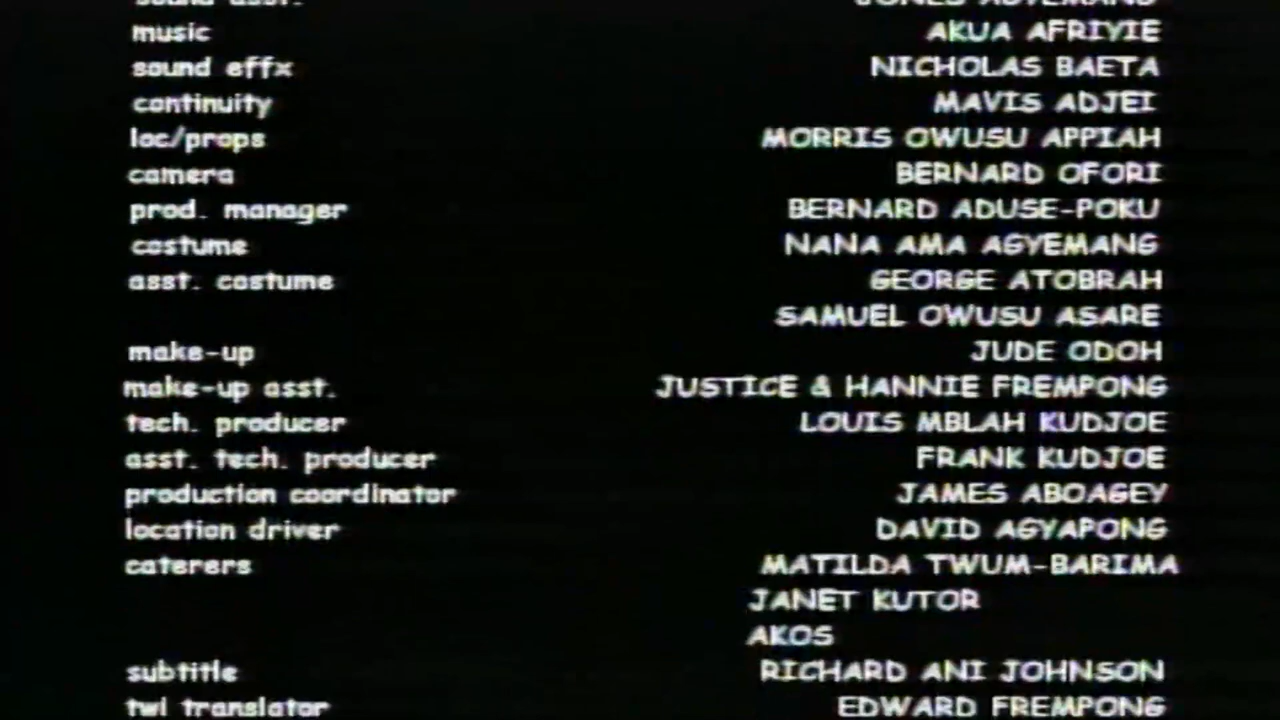 sound asst. JONES AGYEMANG
music AKUA AFRIYIE
sound effx NICHOLAS BAETA
continuity MAVIS ADJEI
loc/props MORRIS OWUSU APPIAH
camera BERNARD OFORI
prod. manager BERNARD ADUSE-POKU
costume NANA AMA AGYEMANG
asst. costume GEORGE ATOBRAH
SAMUEL OWUSU ASARE
make-up JUDE ODOH
make-up asst. JUSTICE & HANNIE FREMPONG
tech. producer LOUIS MBLAH KUDJOE
asst. tech. producer FRANK KUDJOE
production coordinator JAMES ABOAGEY
location driver DAVID AGYAPONG
caterers MATILDA TWUM-BARIMA
JANET KUTOR
AKOS
subtitle RICHARD ANI JOHNSON
twi translator EDWARD FREMPONG